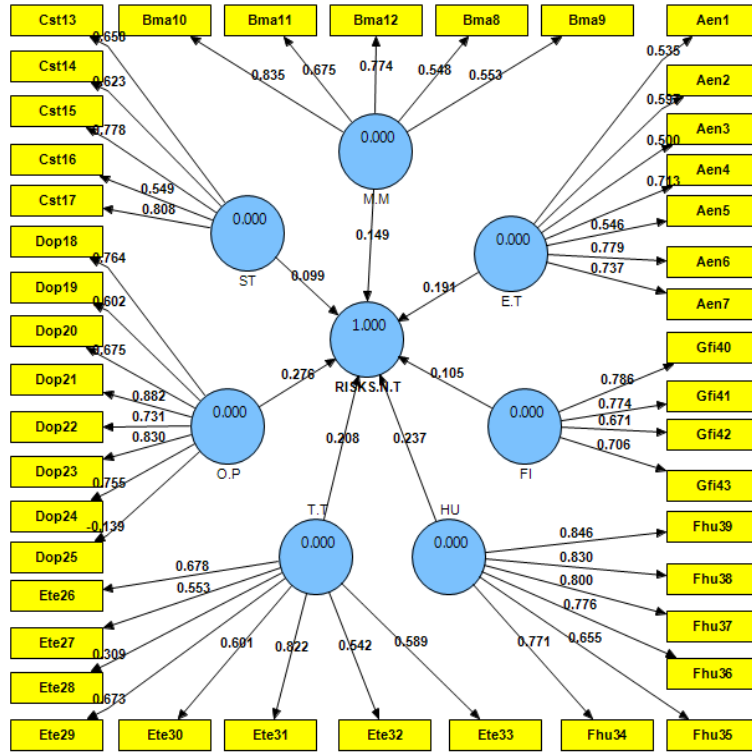 Cst13
Bma10
Bma11
Bma12
Bma8
Bma9
Aen1
0.658
Cst14
0.623
0.835
0.675
0.774
0.548
0.553
0.535
Aen2
0.597
Cst15
0.778
Aen3
0.500
Cst16
0.549
0.000
M.M
Aen4
0.713
Cst17
0.808
0.000
ST
Aen5
0.546
Dop18
0.764
0.149
0.000
E.T
0.779
Aen6
0.737
Aen7
Dop19
0.602
0.099
0.191
Dop20
0.675
1.000
RISKS.N.T
Gfi40
0.786
Dop21
0.882
0.276
0.105
Gfi41
0.774
Dop22
0.731
0.000
O.P
0.000
FI
0.671
Gfi42
0.706
Gfi43
Dop23
0.830
0.208
0.237
Dop24
0.755
T.T
HU
-0.139
Dop25
0.000
0.000
0.846
Fhu39
0.830
Fhu38
Ete26
0.678
0.800
Fhu37
0.553
Ete27
0.776
Fhu36
0.309
Ete28
0.601
0.822
0.542
0.589
0.771
0.655
0.673
Ete29
Ete30
Ete31
Ete32
Ete33
Fhu34
Fhu35